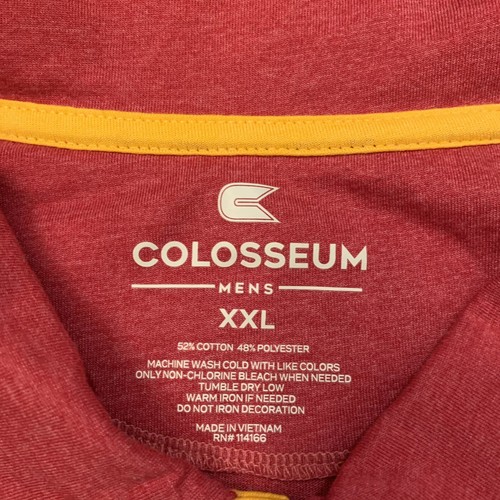 COLOSSEUM
MENS
XXL
52% COTTON 48% POLYESTER
MACHINE WASH COLD WITH LIKE COLORS
ONLY NON-CHLORINE BLEACH WHEN NEEDED
TUMBLE DRY LOW
WARM IRON IF NEEDED
DO NOT IRON DECORATION
MADE IN VIETNAM
RN# 114166